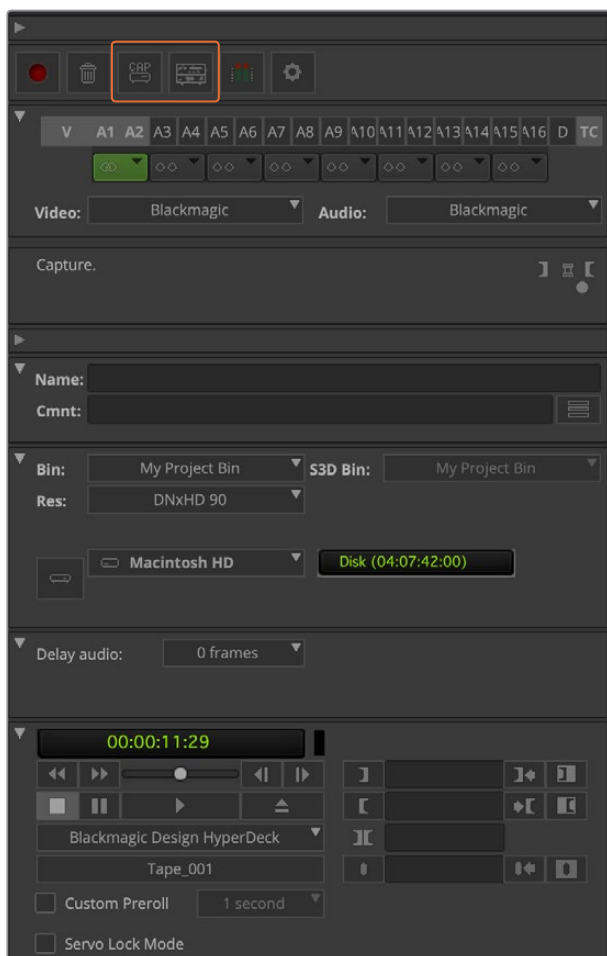 CAP
V A1 A2 A3 A4 A5 A6 A7 A8 A9 A10 A11 A12 A13 A14 A15 A16 D TC
Video: Blackmagic Audio: Blackmagic
Capture.
Name:
Cmnt:
Bin: My Project Bin S3D Bin: My Project Bin
Res: DNxHD 90
Macintosh HD Disk (04:07:42:00)
Delay audio: 0 frames
00:00:11:29
Blackmagic Design HyperDeck
Tape_001
Custom Preroll 1 second
Servo Lock Mode